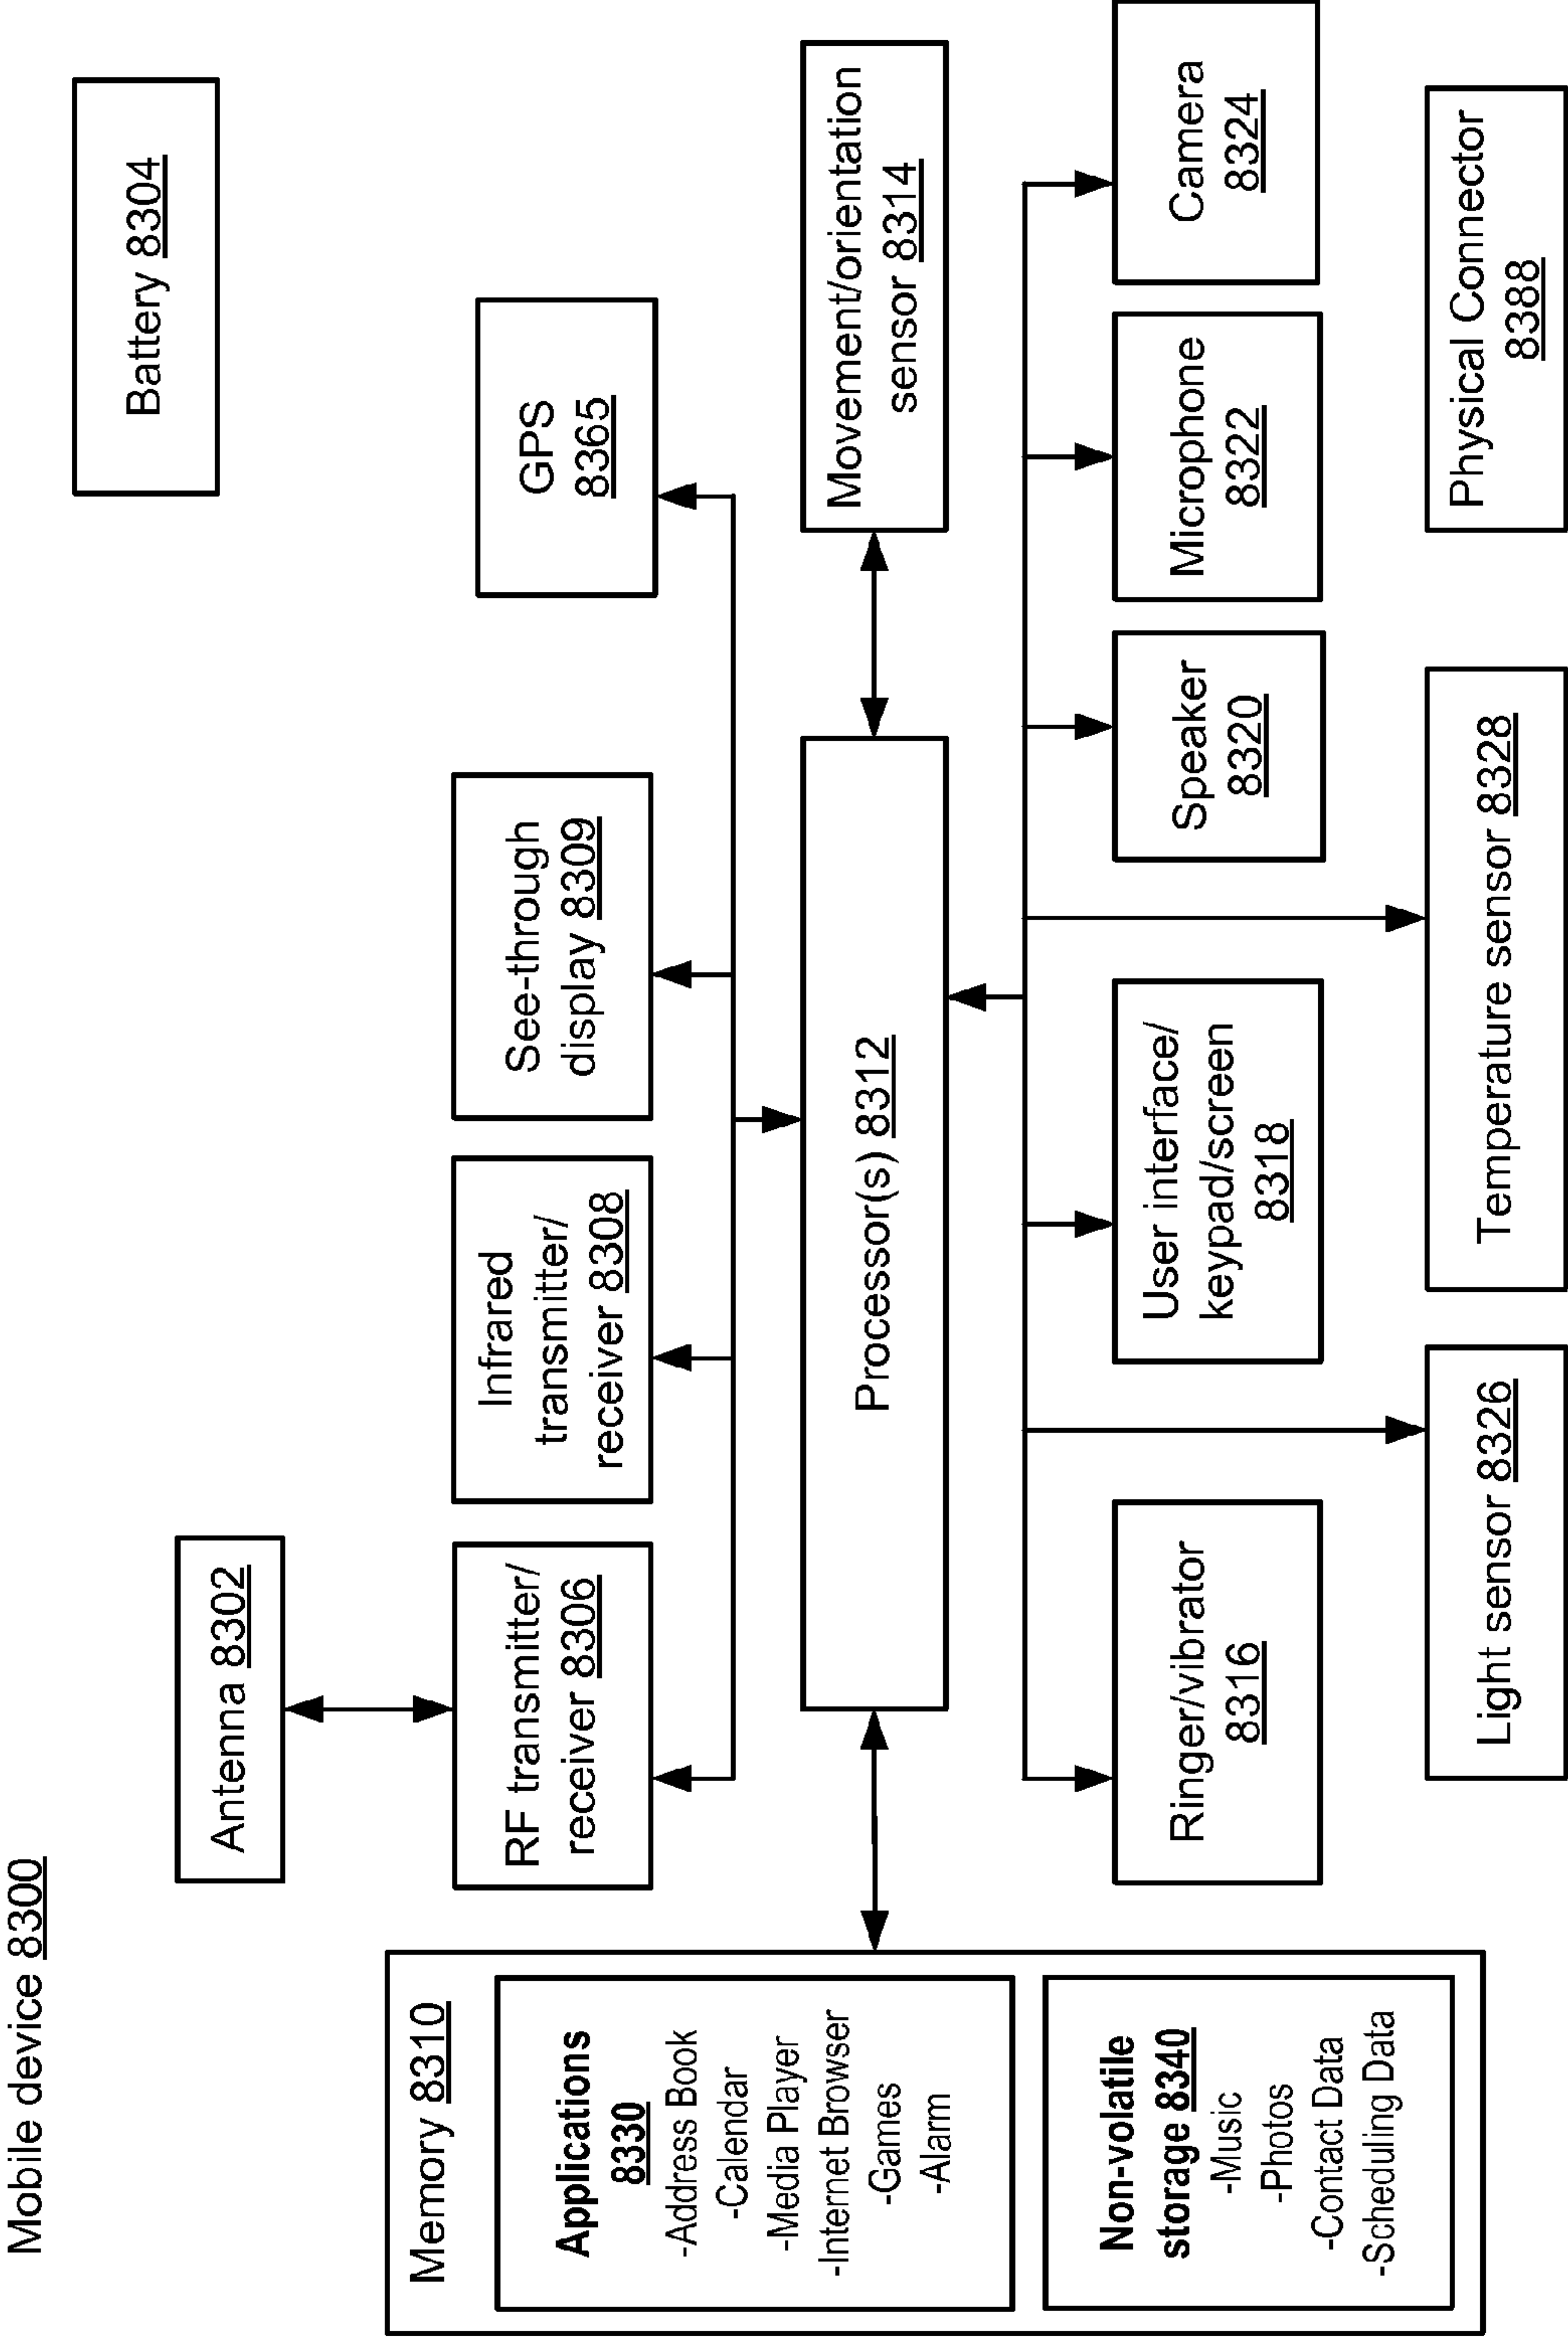 Mobile device 8300
Battery 8304
Antenna 8302
RF transmitter/
receiver 8306
Infrared
transmitter/
receiver 8308
See-through
display 8309
GPS
8365
Memory 8310
Applications
8330
-Address Book
-Calendar
-Media Player
-Internet Browser
-Games
-Alarm
Non-volatile
storage 8340
-Music
-Photos
-Contact Data
-Scheduling Data
Processor(s) 8312
Movement/orientation
sensor 8314
Ringer/vibrator
8316
User interface/
keypad/screen
8318
Speaker
8320
Microphone
8322
Camera
8324
Light sensor 8326
Temperature sensor 8328
Physical Connector
8388